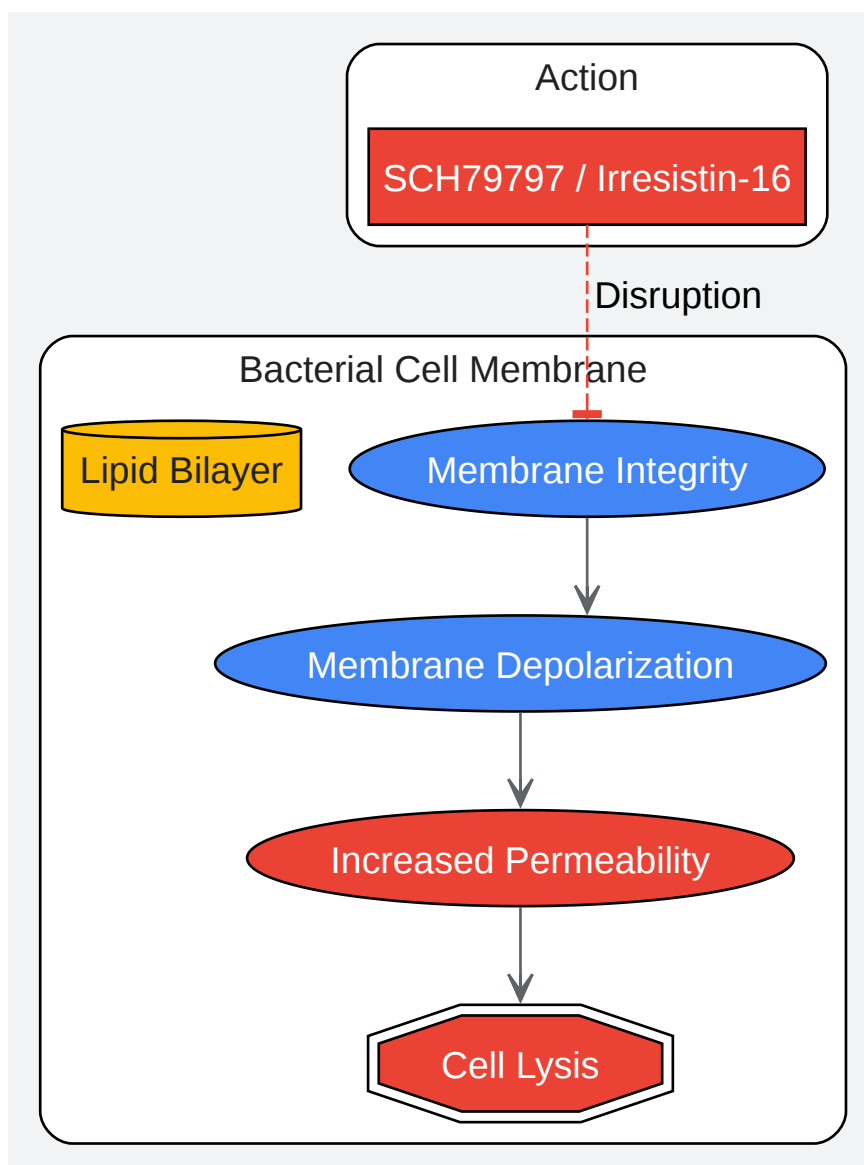 Action
SCH79797 / Irresistin-16
Disruption
Bacterial Cell Membrane
Lipid Bilayer
Membrane Integrity
Membrane Depolarization
Increased Permeability
Cell Lysis